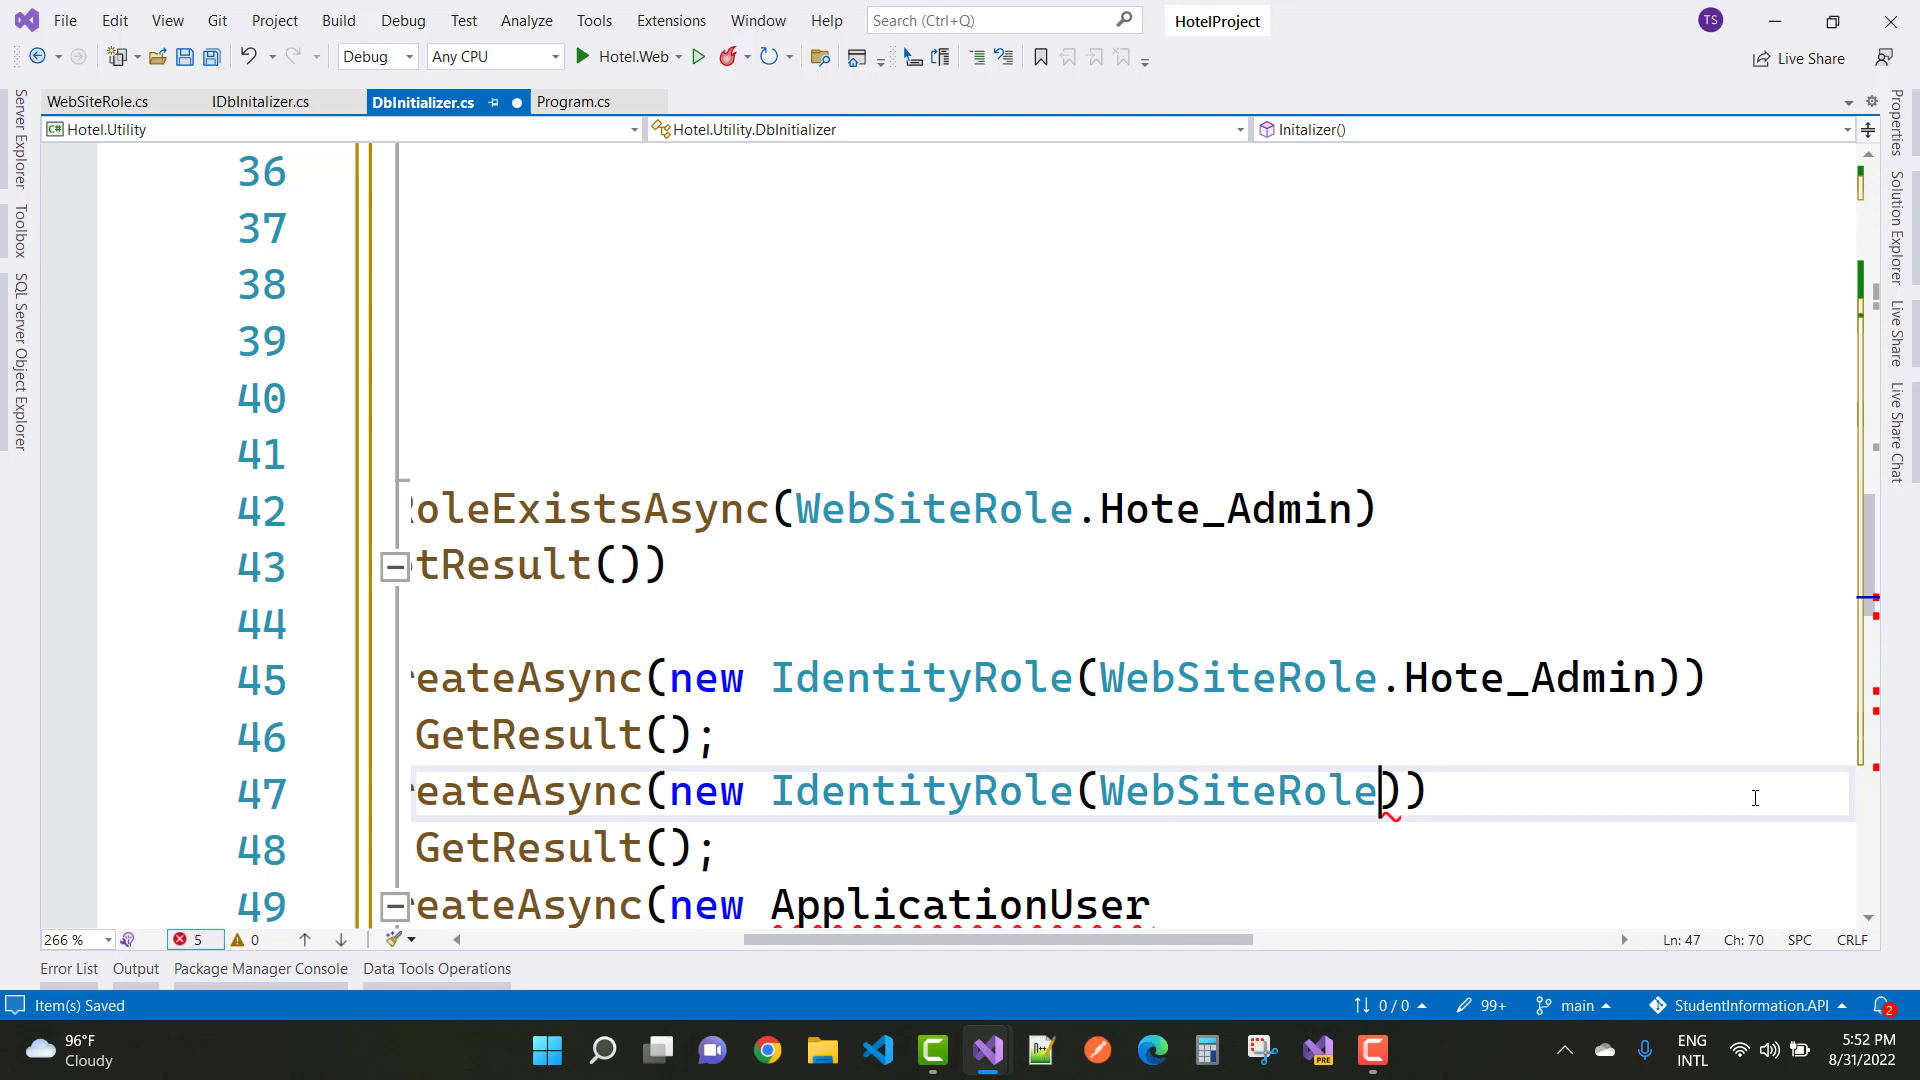 File Edit View Git Project Build Debug Test Analyze Tools Extensions Window Help Search (Ctrl+Q) HotelProject TS
Debug Any CPU Hotel.Web Live Share
WebSiteRole.cs IDbInitalizer.cs DbInitializer.cs Program.cs
Hotel.Utility Hotel.Utility.DbInitializer Initalizer()
Server Explorer
Toolbox
SQL Server Object Explorer
Properties
Solution Explorer
Live Share
Live Share Chat
36
37
38
39
40
41
42 RoleExistsAsync(WebSiteRole.Hote_Admin)
43 tResult())
44
45 reateAsync(new IdentityRole(WebSiteRole.Hote_Admin))
46 GetResult();
47 reateAsync(new IdentityRole(WebSiteRole))
48 GetResult();
49 reateAsync(new ApplicationUser
266 % 5 0 Ln: 47 Ch: 70 SPC CRLF
Error List Output Package Manager Console Data Tools Operations
Item(s) Saved 0 / 0 99+ main StudentInformation.API 2
96°F
Cloudy
PRE
ENG
INTL
5:52 PM
8/31/2022